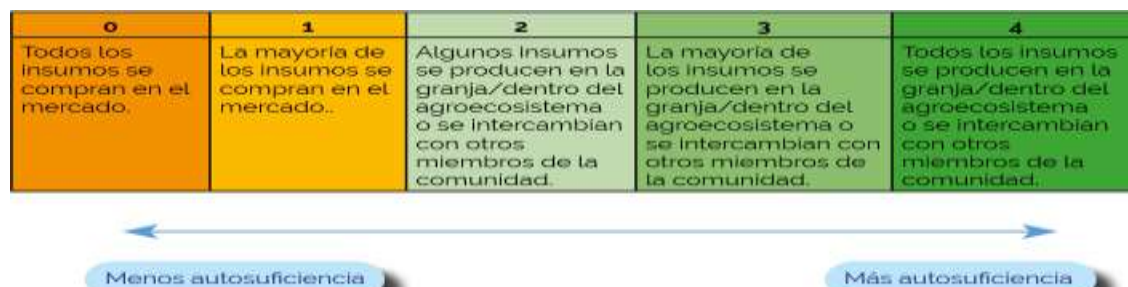 0
Todos los
insumos se
compran en el
mercado.
1
La mayoría de
los insumos se
compran en el
mercado..
2
Algunos insumos
se producen en la
granja/dentro del
agroecosistema
o se intercambian
con otros
miembros de la
comunidad.
3
La mayoría de
los insumos se
producen en la
granja/dentro del
agroecosistema o
se intercambian con
otros miembros de
la comunidad.
4
Todos los insumos
se producen en la
granja/dentro del
agroecosistema
o se intercambian
con otros
miembros de la
comunidad.
Menos autosuficiencia
Más autosuficiencia